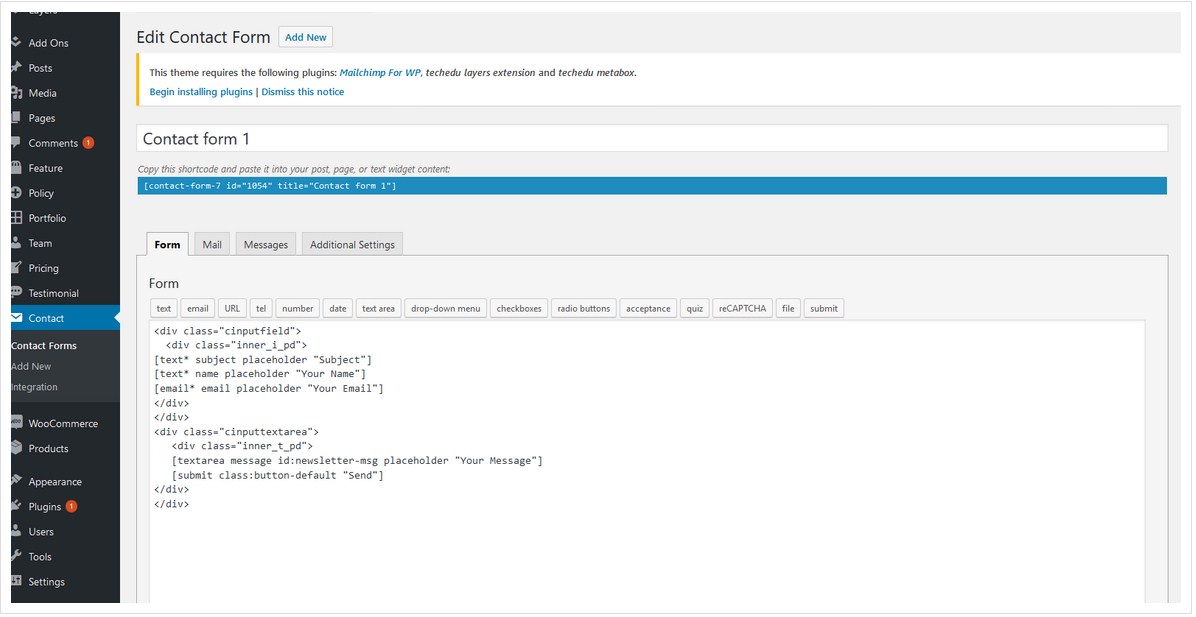 Layers
Add Ons
Posts
Media
Pages
Comments 1
Feature
Policy
Portfolio
Team
Pricing
Testimonial
Contact
Contact Forms
Add New
Integration
WooCommerce
Products
Appearance
Plugins 1
Users
Tools
Settings
Edit Contact Form Add New
This theme requires the following plugins: Mailchimp For WP, techedu layers extension and techedu metabox.
Begin installing plugins | Dismiss this notice
Contact form 1
Copy this shortcode and paste it into your post, page, or text widget content:
[contact-form-7 id="1054" title="Contact form 1"]
Form Mail Messages Additional Settings
Form
text email URL tel number date text area drop-down menu checkboxes radio buttons acceptance quiz reCAPTCHA file submit
<div class="cinputfield">
<div class="inner_i_pd">
[text* subject placeholder "Subject"]
[text* name placeholder "Your Name"]
[email* email placeholder "Your Email"]
</div>
</div>
<div class="cinputtextarea">
<div class="inner_t_pd">
[textarea message id:newsletter-msg placeholder "Your Message"]
[submit class:button-default "Send"]
</div>
</div>